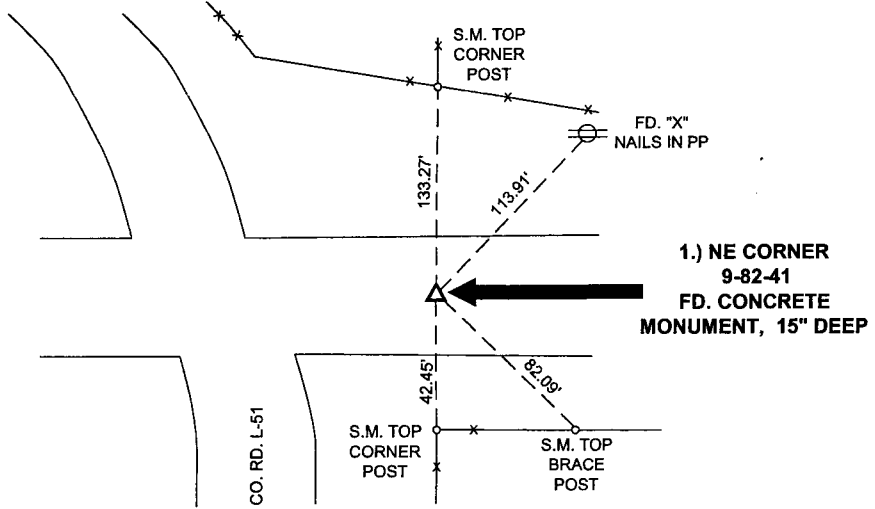 S.M. TOP
CORNER
POST
FD. "X"
NAILS IN PP
133.27'
113.91'
1.) NE CORNER
9-82-41
FD. CONCRETE
MONUMENT, 15" DEEP
42.45'
82.09'
CO. RD. L-51
S.M. TOP
CORNER
POST
S.M. TOP
BRACE
POST